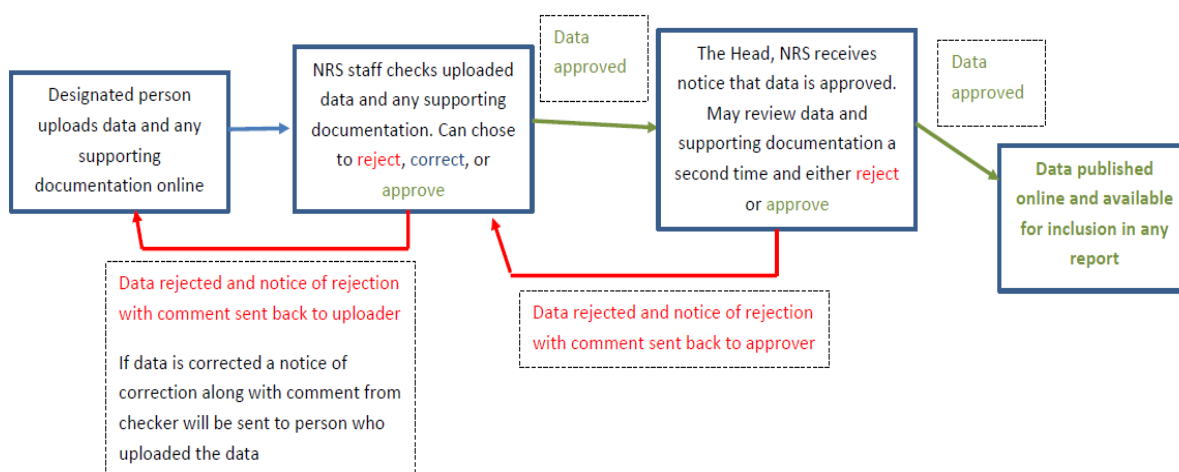 Designated person
uploads data and any
supporting
documentation online
NRS staff checks uploaded
data and any supporting
documentation. Can chose
to reject, correct, or
approve
Data
approved
The Head, NRS receives
notice that data is approved.
May review data and
supporting documentation a
second time and either reject
or approve
Data
approved
Data published
online and available
for inclusion in any
report
Data rejected and notice of rejection
with comment sent back to uploader
If data is corrected a notice of
correction along with comment from
checker will be sent to person who
uploaded the data
Data rejected and notice of rejection
with comment sent back to approver